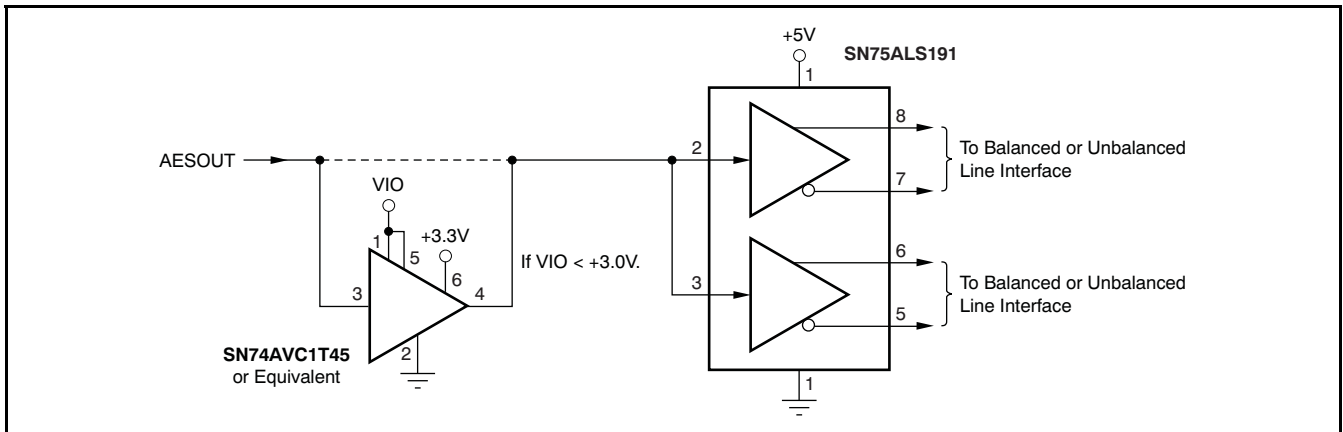 +5V
SN75ALS191
1
8
AESOUT
2
To Balanced or Unbalanced
Line Interface
7
VIO
+3.3V
1
5
If VIO < +3.0V.
6
6
3
4
3
To Balanced or Unbalanced
Line Interface
5
SN74AVC1T45
or Equivalent
2
1